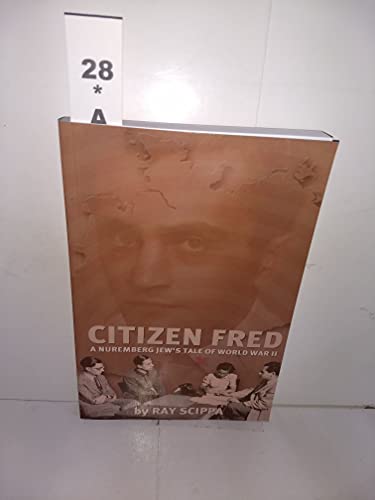 28
*
A
CITIZEN FRED
A NUREMBERG JEW'S TALE OF WORLD WAR II
by RAY SCIPPA